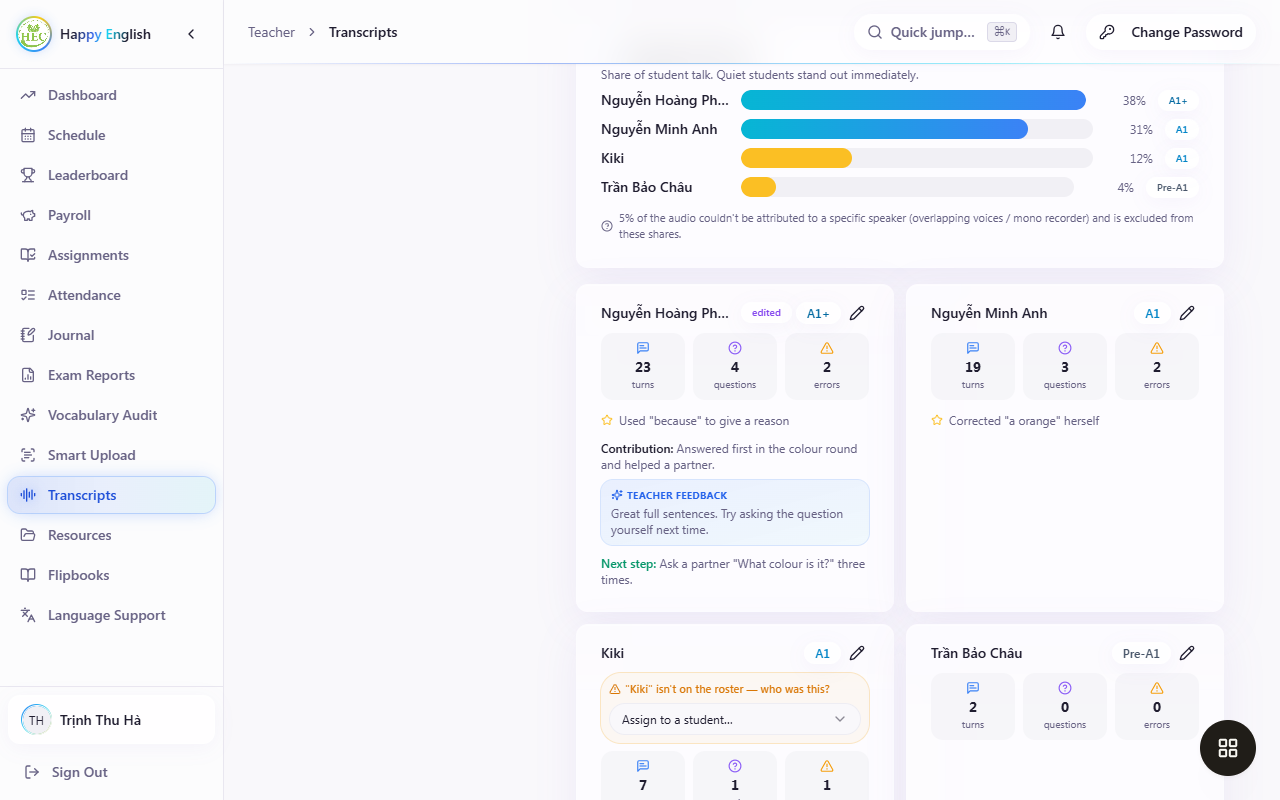 HEC
Happy English
Teacher
Transcripts
Quick jump...
⌘K
Change Password
Dashboard
Schedule
Leaderboard
Payroll
Assignments
Attendance
Journal
Exam Reports
Vocabulary Audit
Smart Upload
Transcripts
Resources
Flipbooks
Language Support
TH
Trịnh Thu Hà
Sign Out
Share of student talk. Quiet students stand out immediately.
Nguyễn Hoàng Ph... 38% A1+
Nguyễn Minh Anh 31% A1
Kiki 12% A1
Trần Bảo Châu 4% Pre-A1
5% of the audio couldn't be attributed to a specific speaker (overlapping voices / mono recorder) and is excluded from
these shares.
Nguyễn Hoàng Ph... edited A1+
23 4 2
turns questions errors
Used "because" to give a reason
Contribution: Answered first in the colour round
and helped a partner.
TEACHER FEEDBACK
Great full sentences. Try asking the question
yourself next time.
Next step: Ask a partner "What colour is it?" three
times.
Nguyễn Minh Anh A1
19 3 2
turns questions errors
Corrected "a orange" herself
Kiki A1
"Kiki" isn't on the roster — who was this?
Assign to a student...
7 1 1
Trần Bảo Châu Pre-A1
2 0 0
turns questions errors